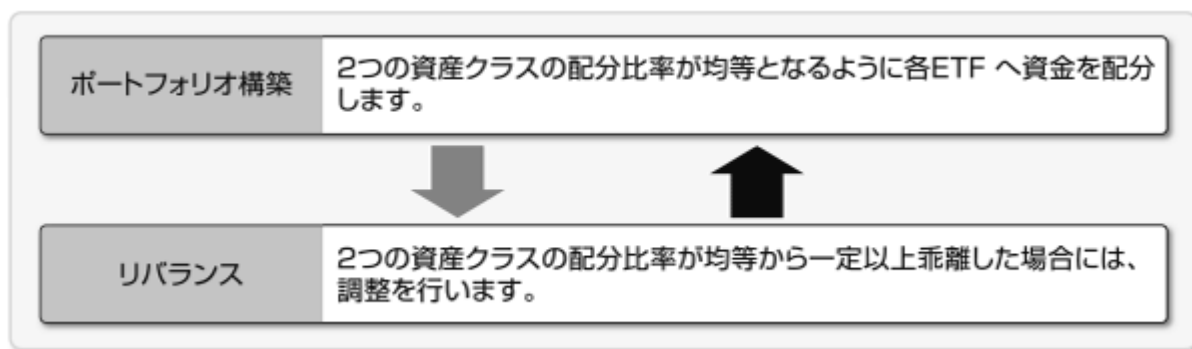 ポートフォリオ構築
2つの資産クラスの配分比率が均等となるように各ETF へ資金を配分
します。
リバランス
2つの資産クラスの配分比率が均等から一定以上乖離した場合には、
調整を行います。